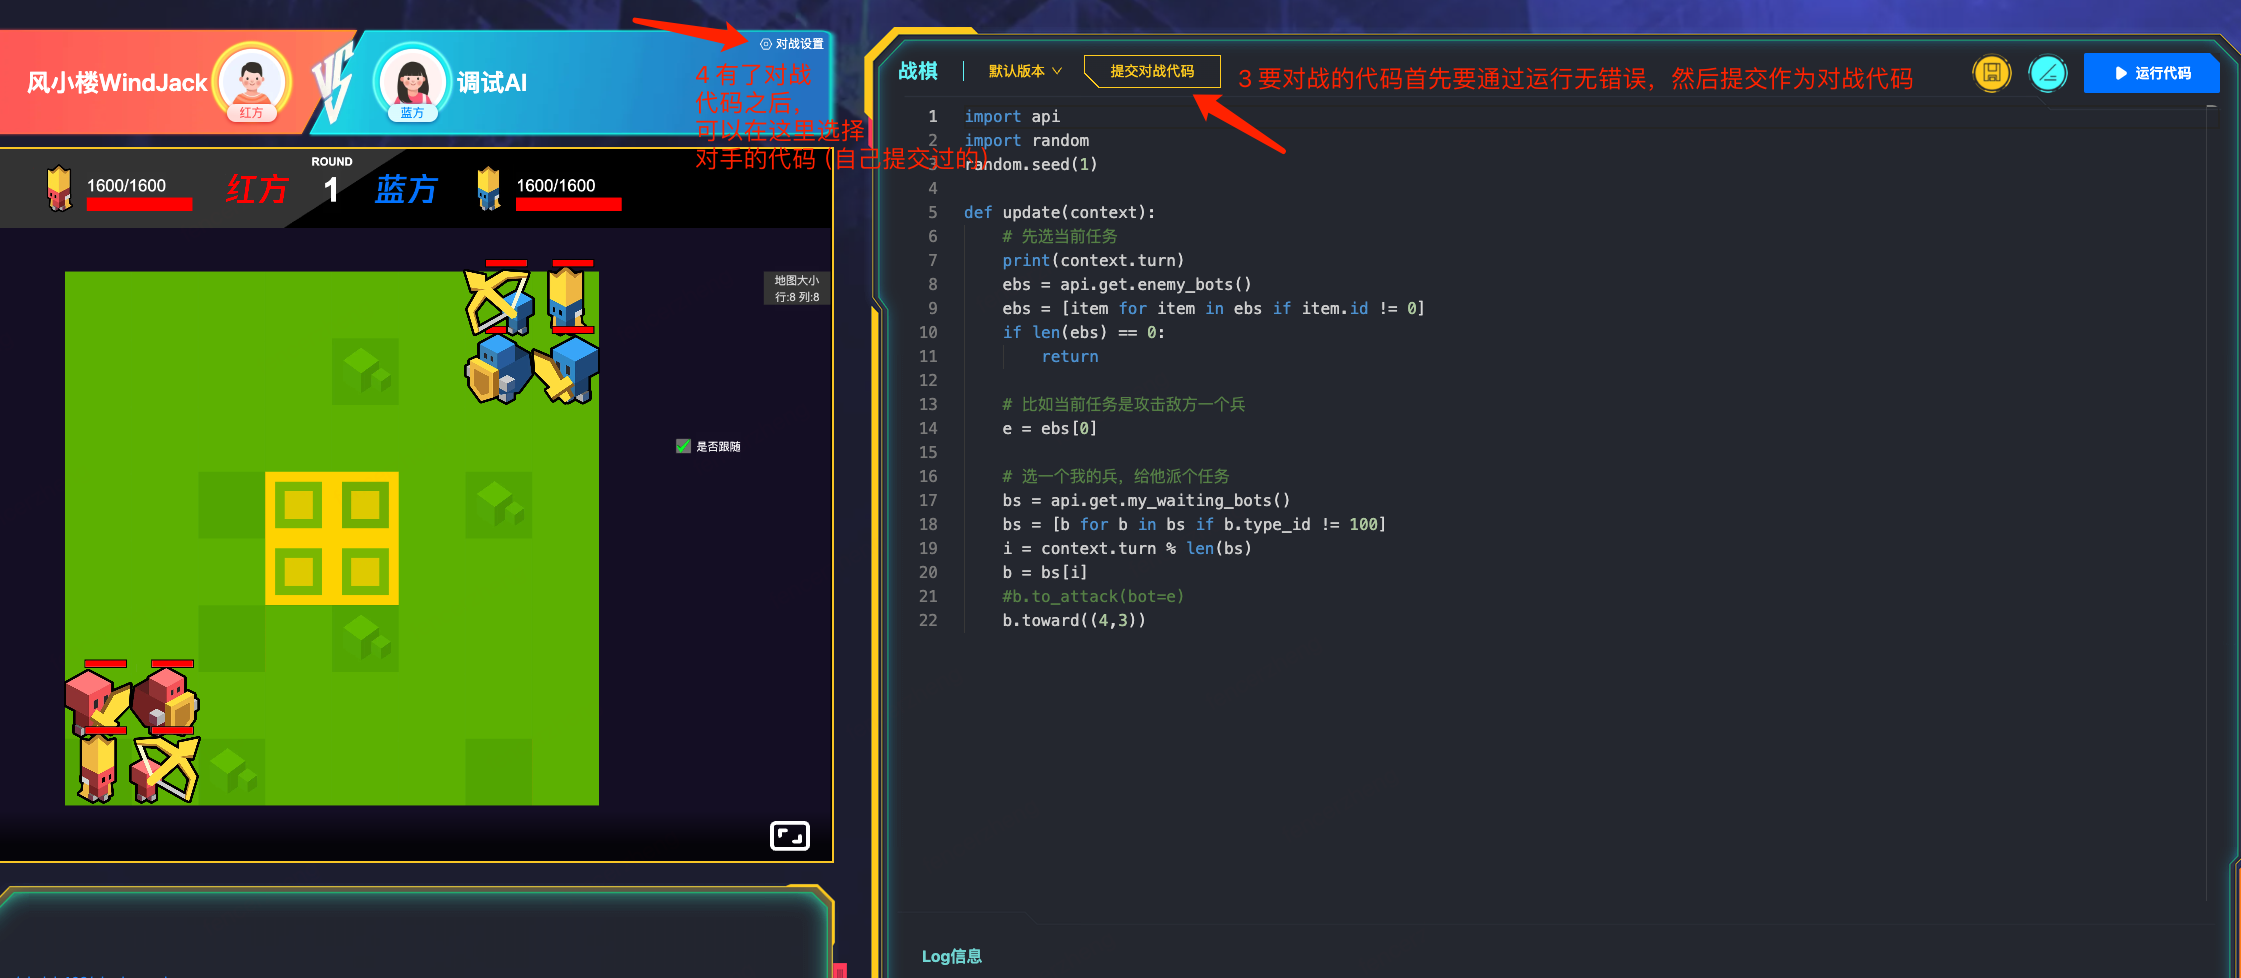 对战设置
风小楼WindJack
红方
VS
蓝方
调试AI
4 有了对战
代码之后，
可以在这里选择
对手的代码 (自己提交过的)
1600/1600
红方
ROUND
1
蓝方
1600/1600
地图大小
行:8 列:8
是否跟随
战棋
默认版本
提交对战代码
3 要对战的代码首先要通过运行无错误，然后提交作为对战代码
运行代码
1 import api
2 import random
3 random.seed(1)
4
5 def update(context):
6 # 先选当前任务
7 print(context.turn)
8 ebs = api.get.enemy_bots()
9 ebs = [item for item in ebs if item.id != 0]
10 if len(ebs) == 0:
11 return
12
13 # 比如当前任务是攻击敌方一个兵
14 e = ebs[0]
15
16 # 选一个我的兵，给他派个任务
17 bs = api.get.my_waiting_bots()
18 bs = [b for b in bs if b.type_id != 100]
19 i = context.turn % len(bs)
20 b = bs[i]
21 #b.to_attack(bot=e)
22 b.toward((4,3))
Log信息